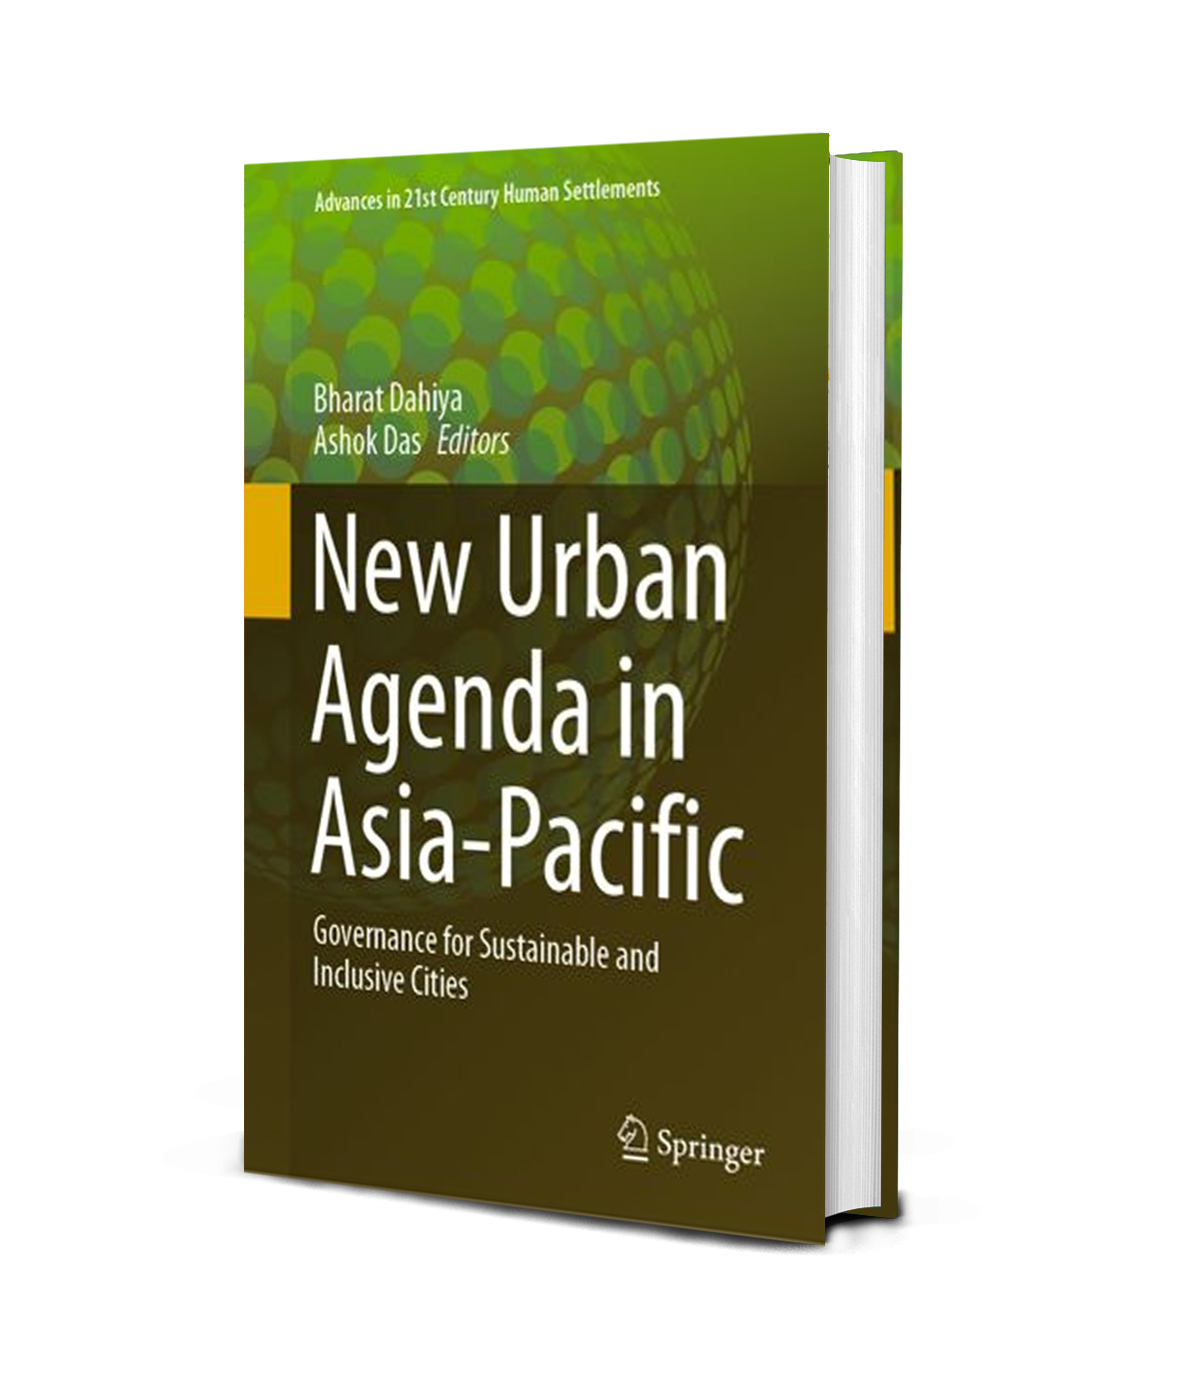 Advances in 21st Century Human Settlements
Bharat Dahiya
Ashok Das Editors
New Urban
Agenda in
Asia-Pacific
Governance for Sustainable and
Inclusive Cities
Springer